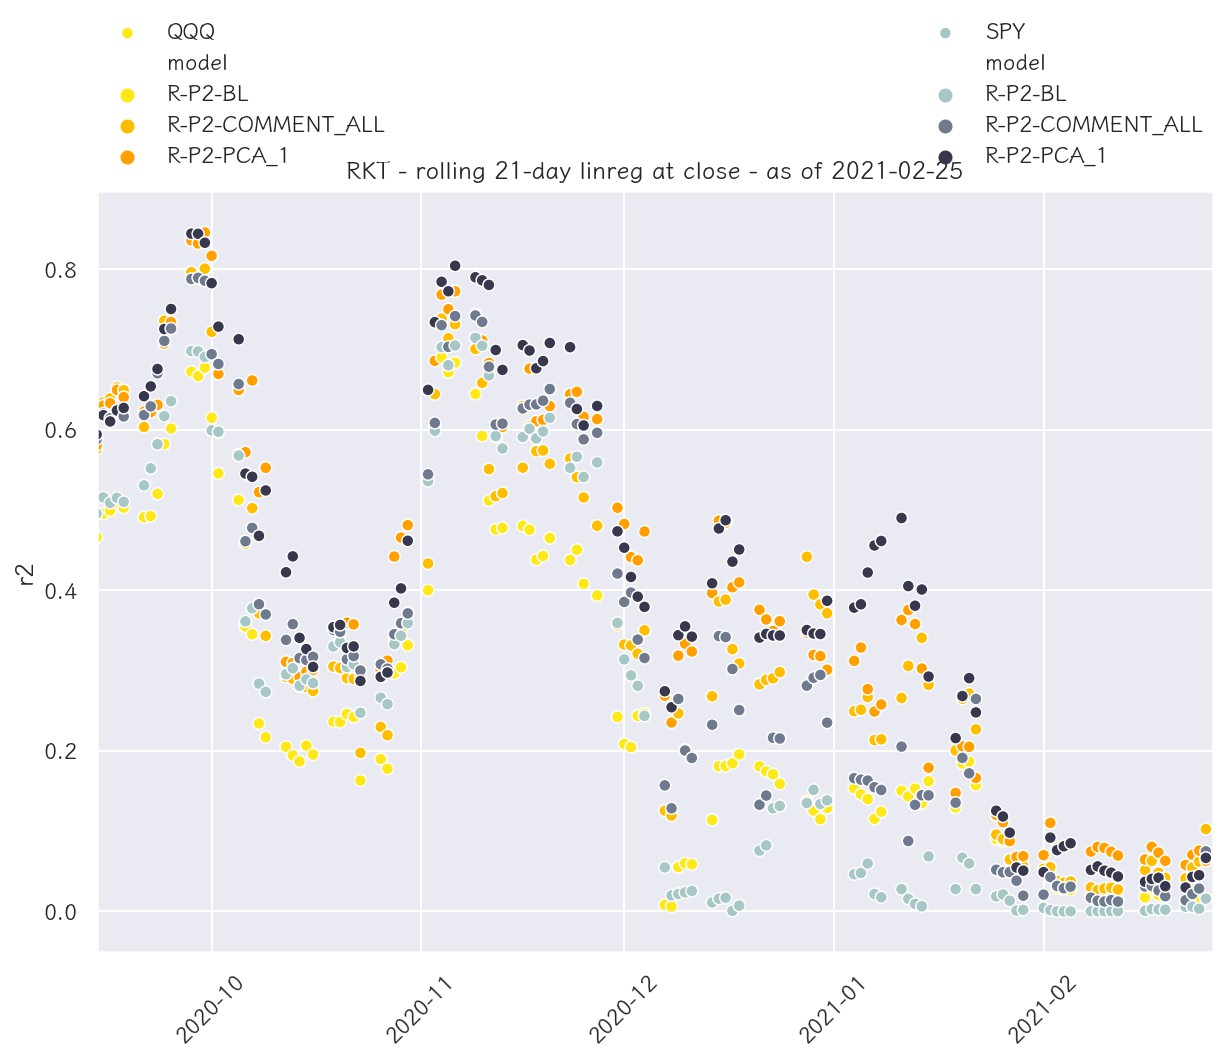 QQQ
model
R-P2-BL
R-P2-COMMENT_ALL
R-P2-PCA_1
SPY
model
R-P2-BL
R-P2-COMMENT_ALL
R-P2-PCA_1
RKT - rolling 21-day linreg at close - as of 2021-02-25
r2
0.8
0.6
0.4
0.2
0.0
2020-10
2020-11
2020-12
2021-01
2021-02